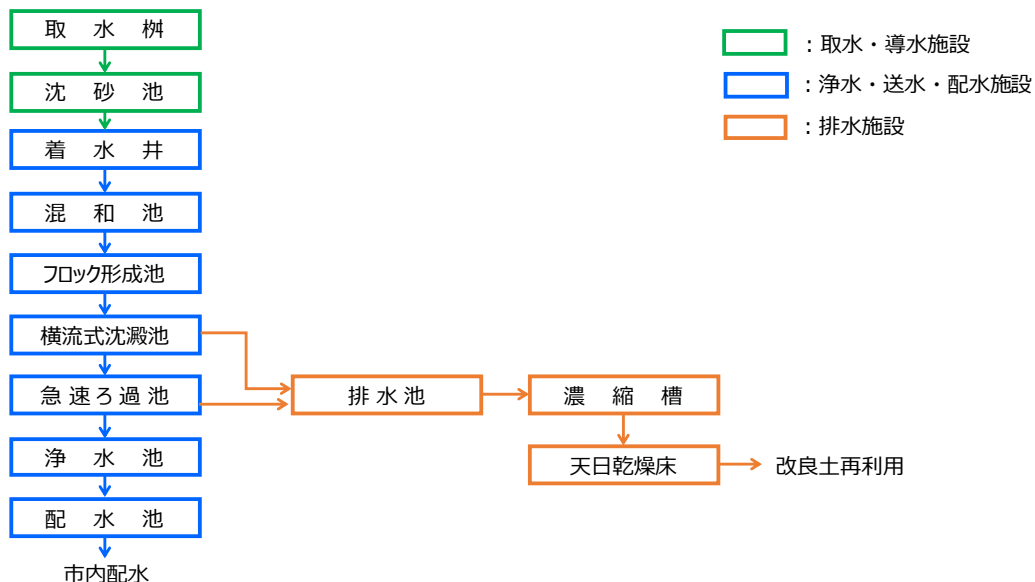 取水桝
沈砂池
着水井
混和池
フロック形成池
横流式沈澱池
急速ろ過池
浄水池
配水池
市内配水
排水池
濃縮槽
天日乾燥床
改良土再利用
：取水・導水施設
：浄水・送水・配水施設
：排水施設